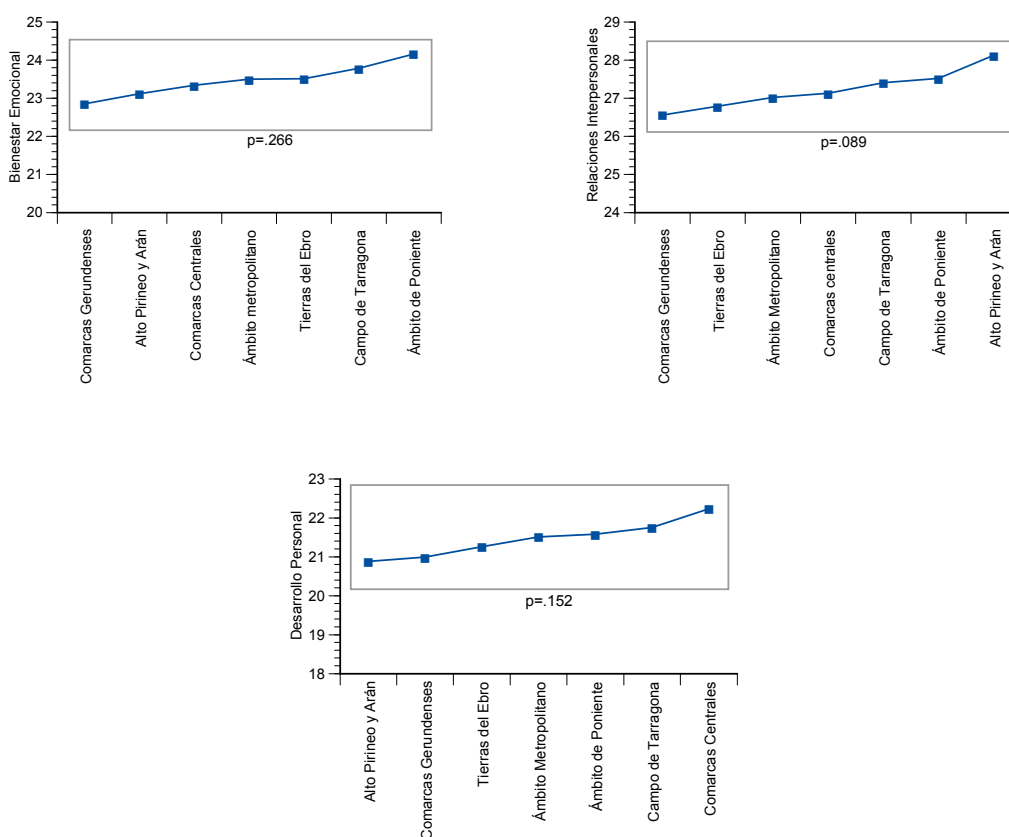 Bienestar Emocional
25
24
23
22
21
20
p=.266
Comarcas Gerundenses
Alto Pirineo y Arán
Comarcas Centrales
Ámbito metropolitano
Tierras del Ebro
Campo de Tarragona
Ámbito de Poniente
Relaciones Interpersonales
29
28
27
26
25
24
p=.089
Comarcas Gerundenses
Tierras del Ebro
Ámbito Metropolitano
Comarcas centrales
Campo de Tarragona
Ámbito de Poniente
Alto Pirineo y Arán
Desarrollo Personal
23
22
21
20
19
18
p=.152
Alto Pirineo y Arán
Comarcas Gerundenses
Tierras del Ebro
Ámbito Metropolitano
Ámbito de Poniente
Campo de Tarragona
Comarcas Centrales